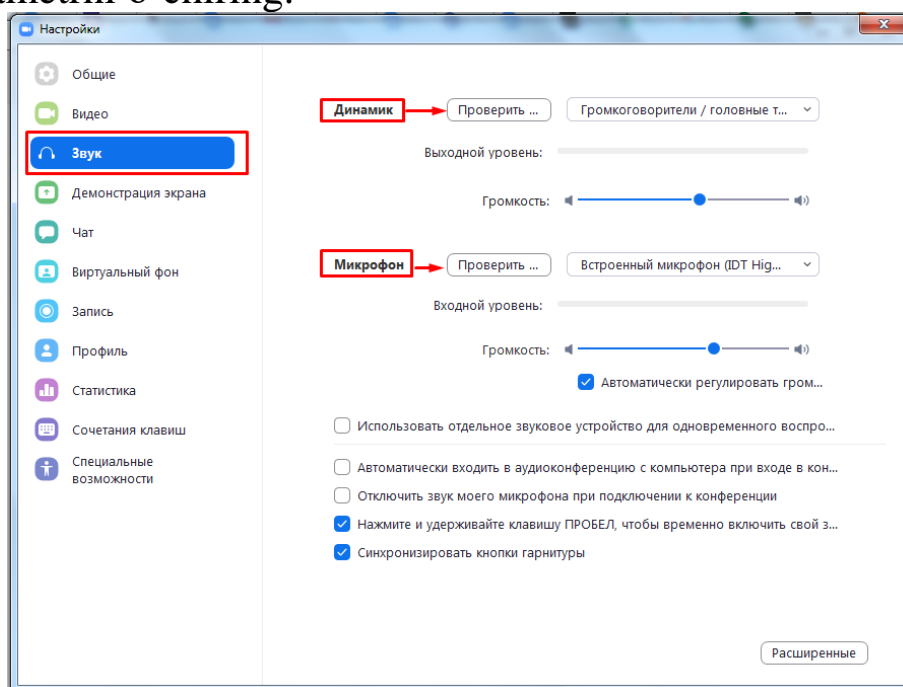 o'chiring.
Настройки
Общие
Видео
Звук
Демонстрация экрана
Чат
Виртуальный фон
Запись
Профиль
Статистика
Сочетания клавиш
Специальные
возможности
Динамик Проверить ... Громкоговорители / головные т...
Выходной уровень:
Громкость:
Микрофон Проверить ... Встроенный микрофон (IDT Hig...
Входной уровень:
Громкость:
Автоматически регулировать гром...
Использовать отдельное звуковое устройство для одновременного воспро...
Автоматически входить в аудиоконференцию с компьютера при входе в кон...
Отключить звук моего микрофона при подключении к конференции
Нажмите и удерживайте клавишу ПРОБЕЛ, чтобы временно включить свой з...
Синхронизировать кнопки гарнитуры
Расширенные